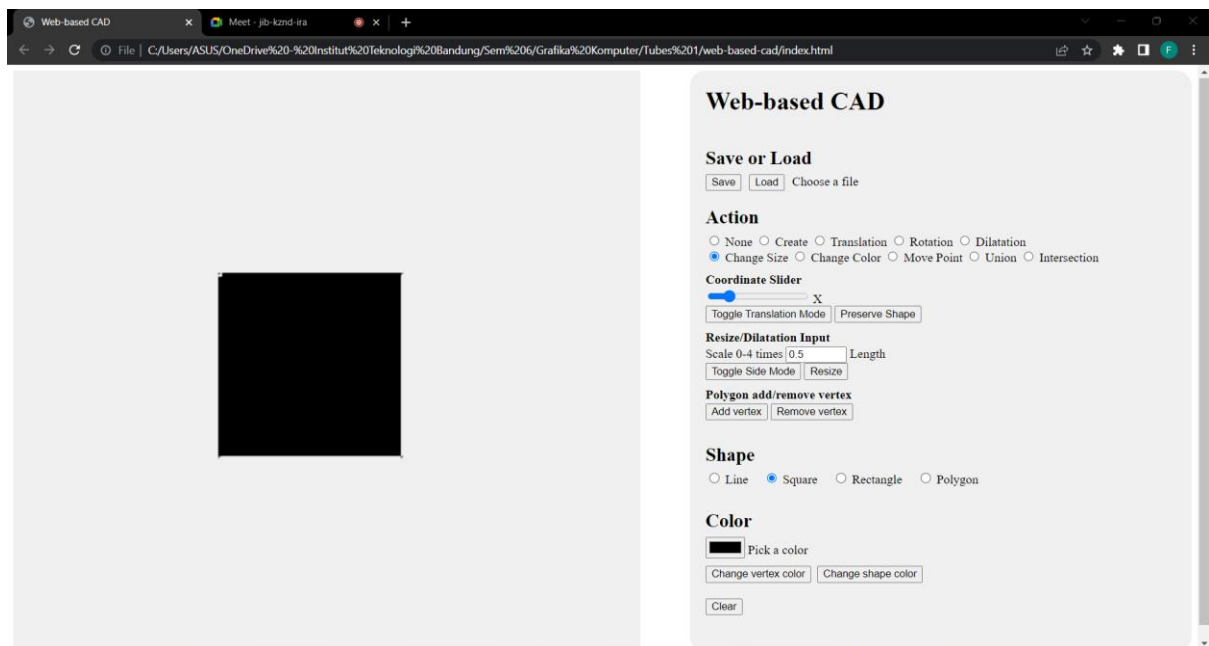 Web-based CAD
Meet - jib-kznd-ira
File | C:/Users/ASUS/OneDrive%20-%20Institut%20Teknologi%20Bandung/Sem%206/Grafika%20Komputer/Tubes%201/web-based-cad/index.html
F
Web-based CAD
Save or Load
Save Load Choose a file
Action
None Create Translation Rotation Dilatation
Change Size Change Color Move Point Union Intersection
Coordinate Slider
X
Toggle Translation Mode Preserve Shape
Resize/Dilatation Input
Scale 0-4 times 0.5 Length
Toggle Side Mode Resize
Polygon add/remove vertex
Add vertex Remove vertex
Shape
Line Square Rectangle Polygon
Color
Pick a color
Change vertex color Change shape color
Clear